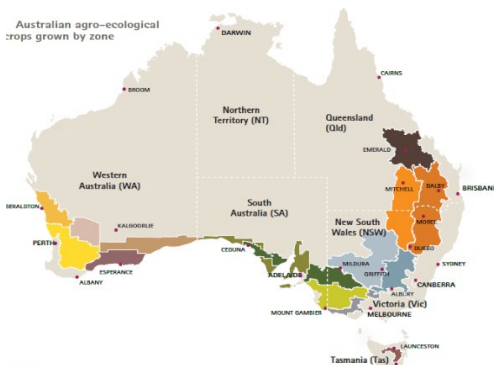 Australian agro-ecological
crops grown by zone
DARWIN
CAIRNS
BROOM
Northern
Territory (NT)
Queensland
(Qld)
EMERALD
Western
Australia (WA)
MITCHELL
DALBY
BRISBANE
South
Australia (SA)
GERALDTON
KALGOORLIE
New South
Wales (NSW)
MOREE
PERTH
CEDUNA
DUBBO
ESPERANCE
ADELAIDE
MILDURA
GRIFFITH
SYDNEY
ALBANY
ALBURY
CANBERRA
Victoria (Vic)
MOUNT GAMBIER
MELBOURNE
LAUNCESTON
Tasmania (Tas)